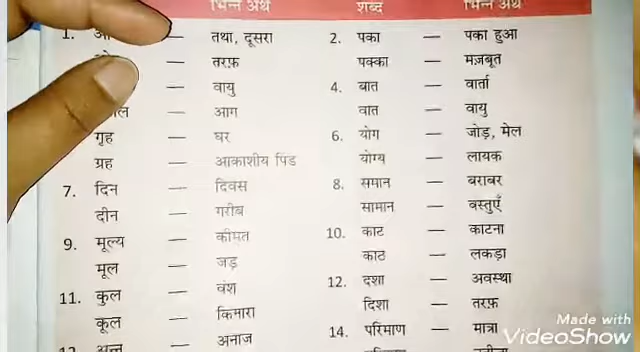 भिन्न अर्थ शब्द भिन्न अर्थ
1. — तथा, दूसरा 2. पका — पका हुआ
— तरफ़ पक्का — मज़बूत
— वायु 4. बात — वार्ता
— आग वात — वायु
गृह — घर 6. योग — जोड़, मेल
ग्रह — आकाशीय पिंड योग्य — लायक
7. दिन — दिवस 8. समान — बराबर
दीन — गरीब सामान — वस्तुएँ
9. मूल्य — कीमत 10. काट — काटना
मूल — जड़ काठ — लकड़ा
11. कुल — वंश 12. दशा — अवस्था
कूल — किमारा दिशा — तरफ़
अन्न — अनाज 14. परिमाण — मात्रा
Made with
VideoShow